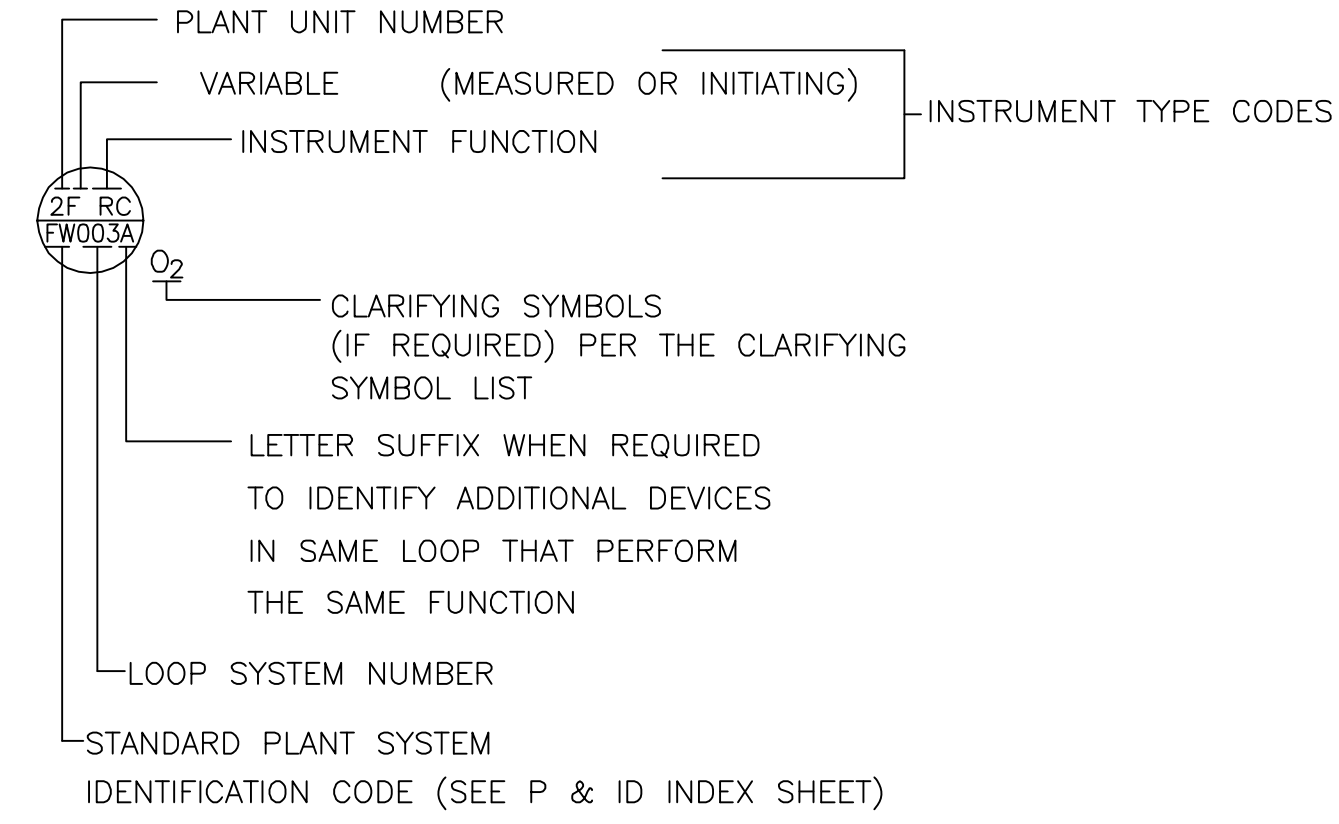 PLANT UNIT NUMBER
VARIABLE (MEASURED OR INITIATING)
INSTRUMENT TYPE CODES
INSTRUMENT FUNCTION
2F RC
FW003A
O2
CLARIFYING SYMBOLS
(IF REQUIRED) PER THE CLARIFYING
SYMBOL LIST
LETTER SUFFIX WHEN REQUIRED
TO IDENTIFY ADDITIONAL DEVICES
IN SAME LOOP THAT PERFORM
THE SAME FUNCTION
LOOP SYSTEM NUMBER
STANDARD PLANT SYSTEM
IDENTIFICATION CODE (SEE P & ID INDEX SHEET)